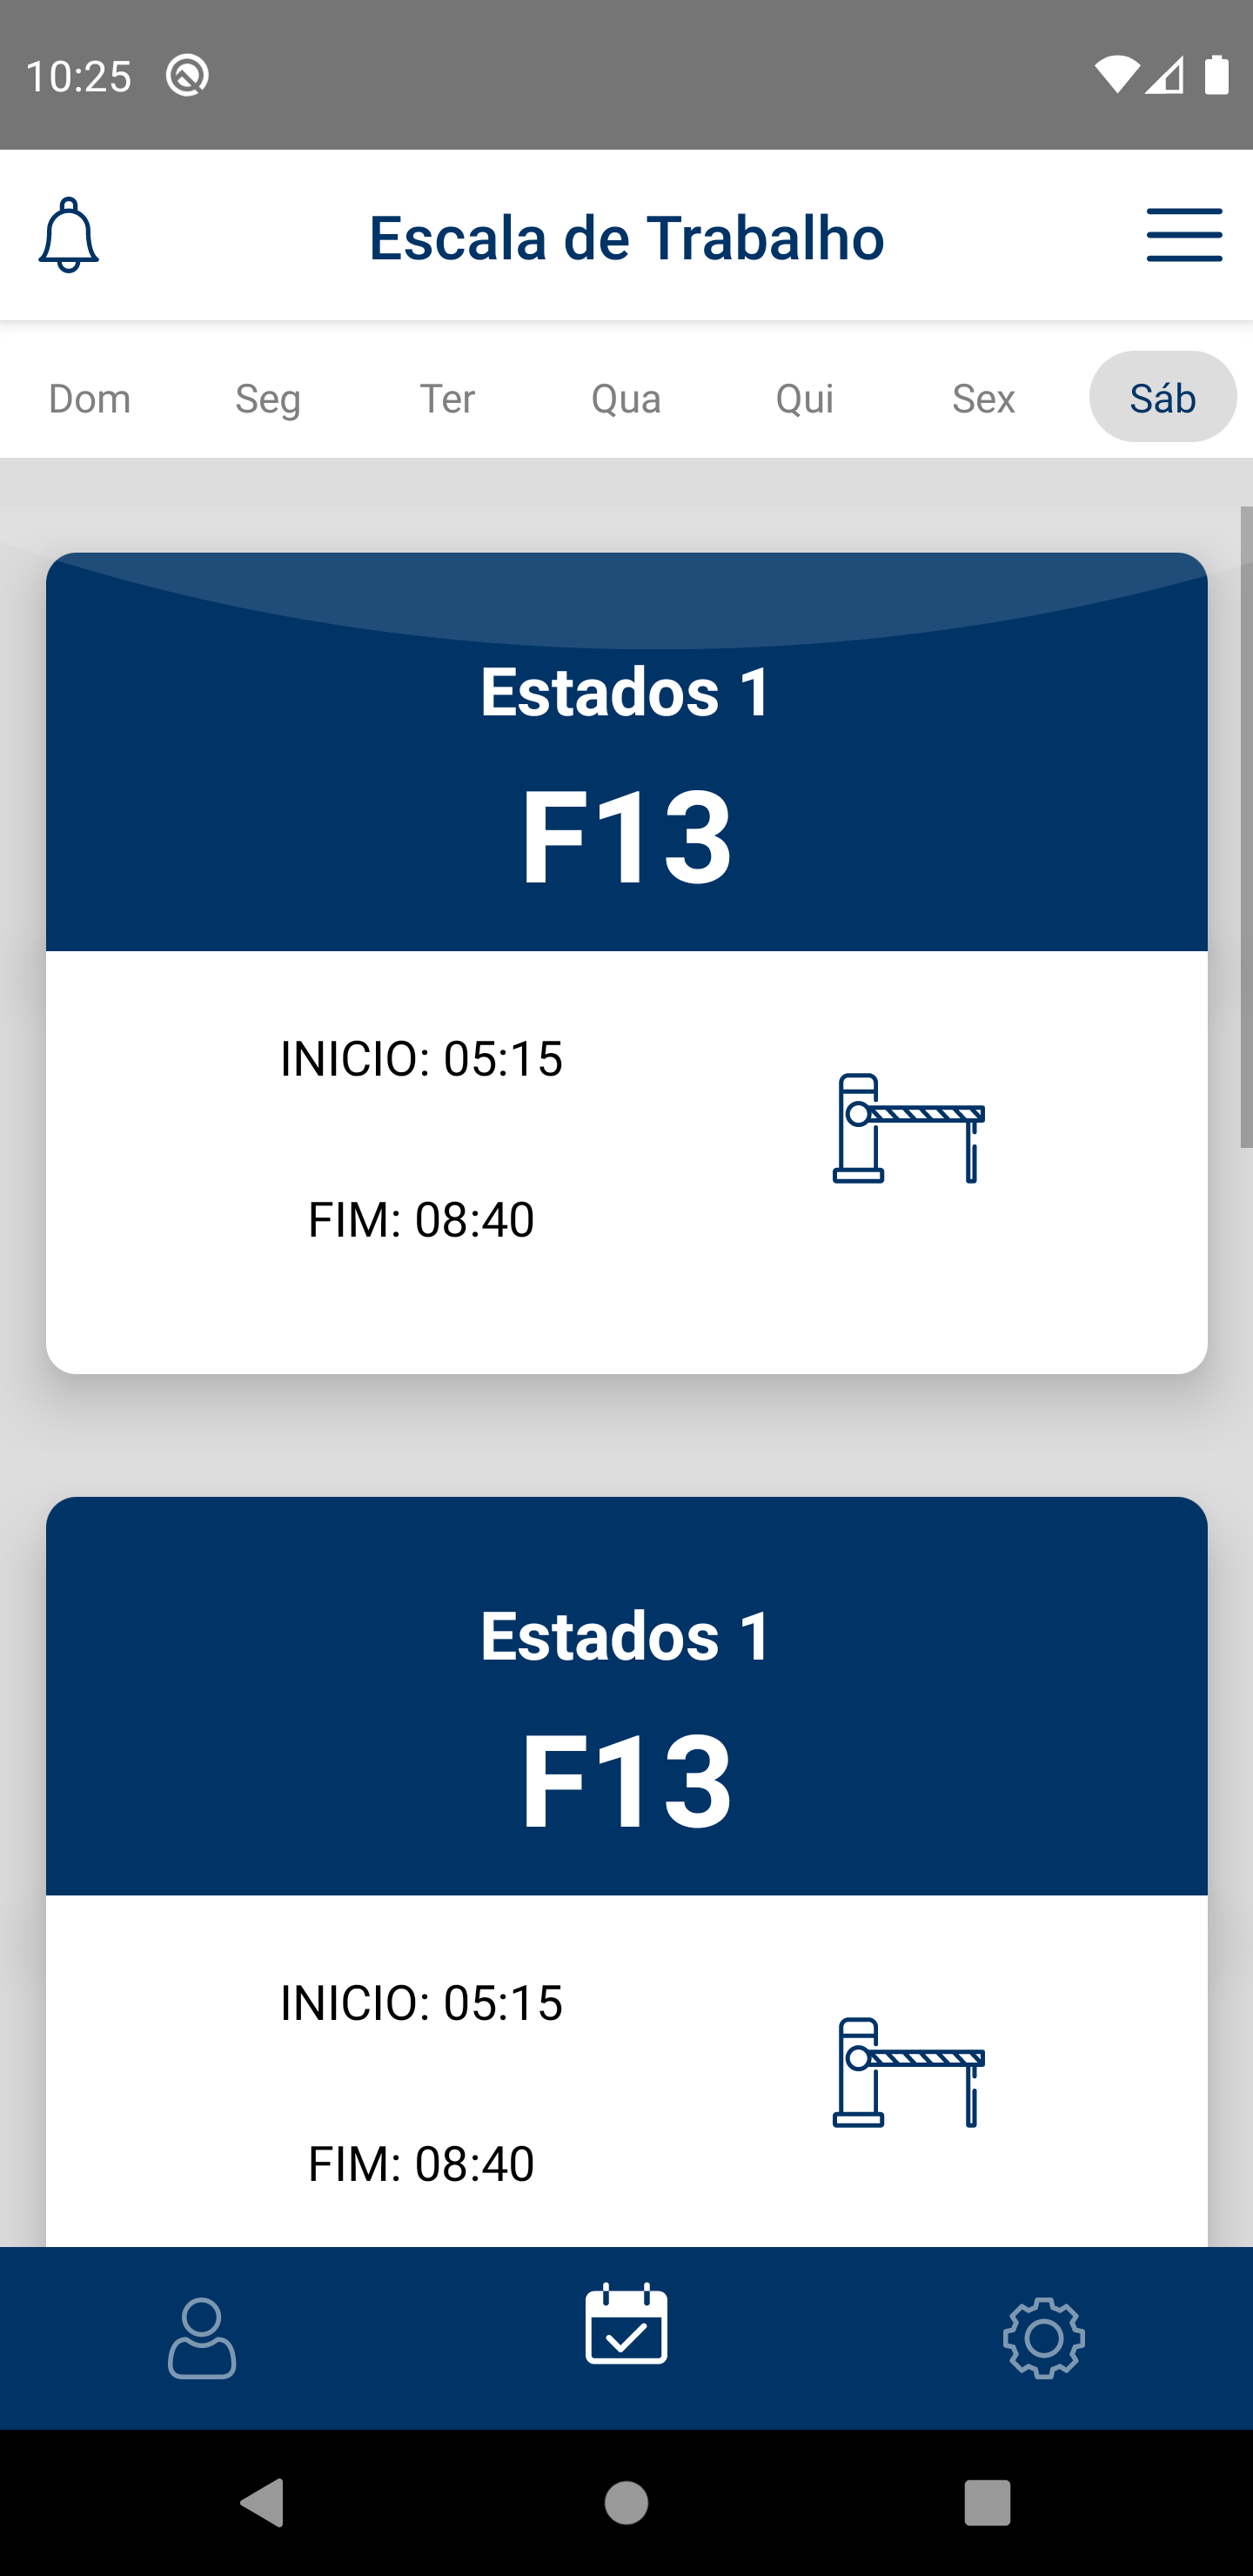 10:25
Escala de Trabalho
Dom Seg Ter Qua Qui Sex Sáb
Estados 1
F13
INICIO: 05:15
FIM: 08:40
Estados 1
F13
INICIO: 05:15
FIM: 08:40